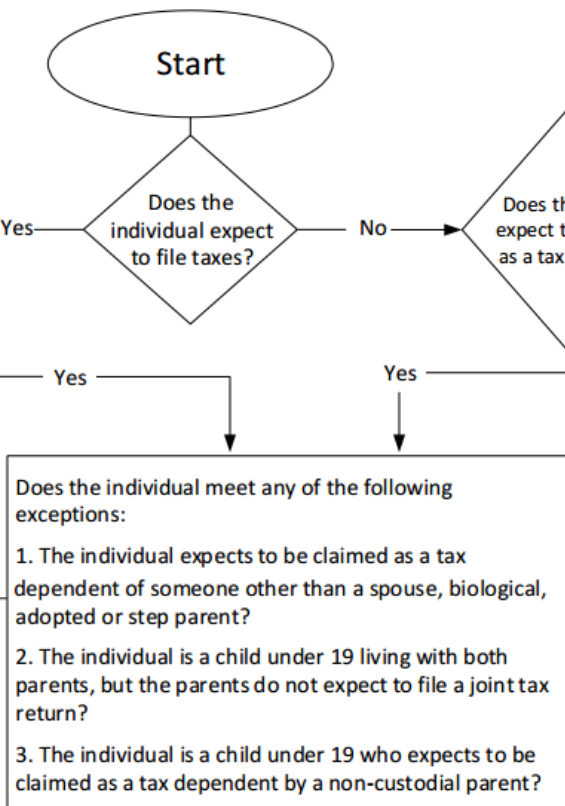 Start
Does the
individual expect
to file taxes?
Yes
No
Does
expect
as a tax
Yes
Yes
Does the individual meet any of the following
exceptions:
1. The individual expects to be claimed as a tax
dependent of someone other than a spouse, biological,
adopted or step parent?
2. The individual is a child under 19 living with both
parents, but the parents do not expect to file a joint tax
return?
3. The individual is a child under 19 who expects to be
claimed as a tax dependent by a non-custodial parent?